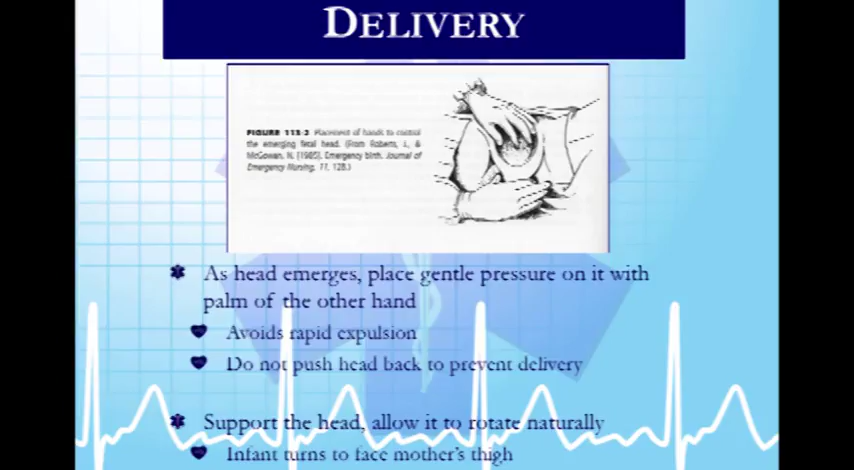 DELIVERY
FIGURE 113-2 Placement of hands to control
the emerging fetal head. (From Roberts, J., &
McGowan, N. [1985]. Emergency birth. Journal of
Emergency Nursing, 11, 128.)
As head emerges, place gentle pressure on it with
palm of the other hand
Avoids rapid expulsion
Do not push head back to prevent delivery
Support the head, allow it to rotate naturally
Infant turns to face mother's thigh